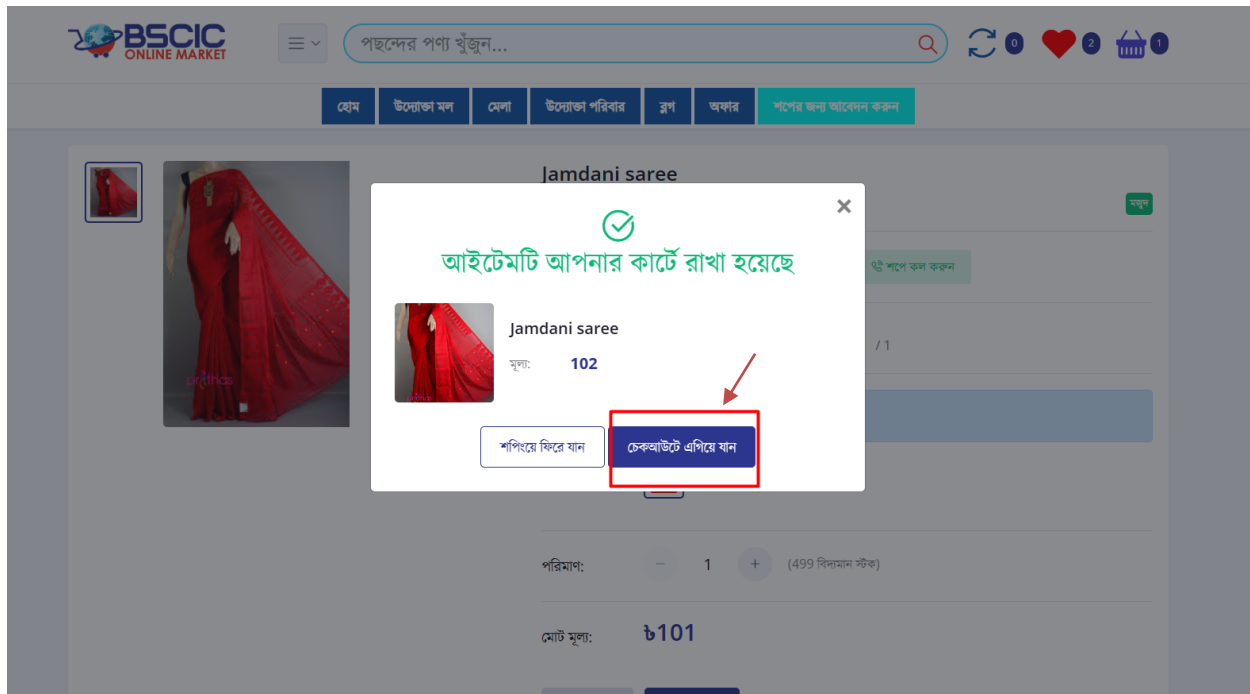 BSCIC
ONLINE MARKET
পছন্দের পণ্য খুঁজুন...
0
2
1
হোম
উদ্যোক্তা মল
মেলা
উদ্যোক্তা পরিবার
ব্লগ
অফার
শপের জন্য আবেদন করুন
Jamdani saree
মজুদ
শপে কল করুন
/ 1
×
আইটেমটি আপনার কার্টে রাখা হয়েছে
Jamdani saree
মূল্য: 102
শপিংয়ে ফিরে যান
চেকআউটে এগিয়ে যান
পরিমাণ: − 1 + (499 বিদ্যমান স্টক)
মোট মূল্য: ৳101